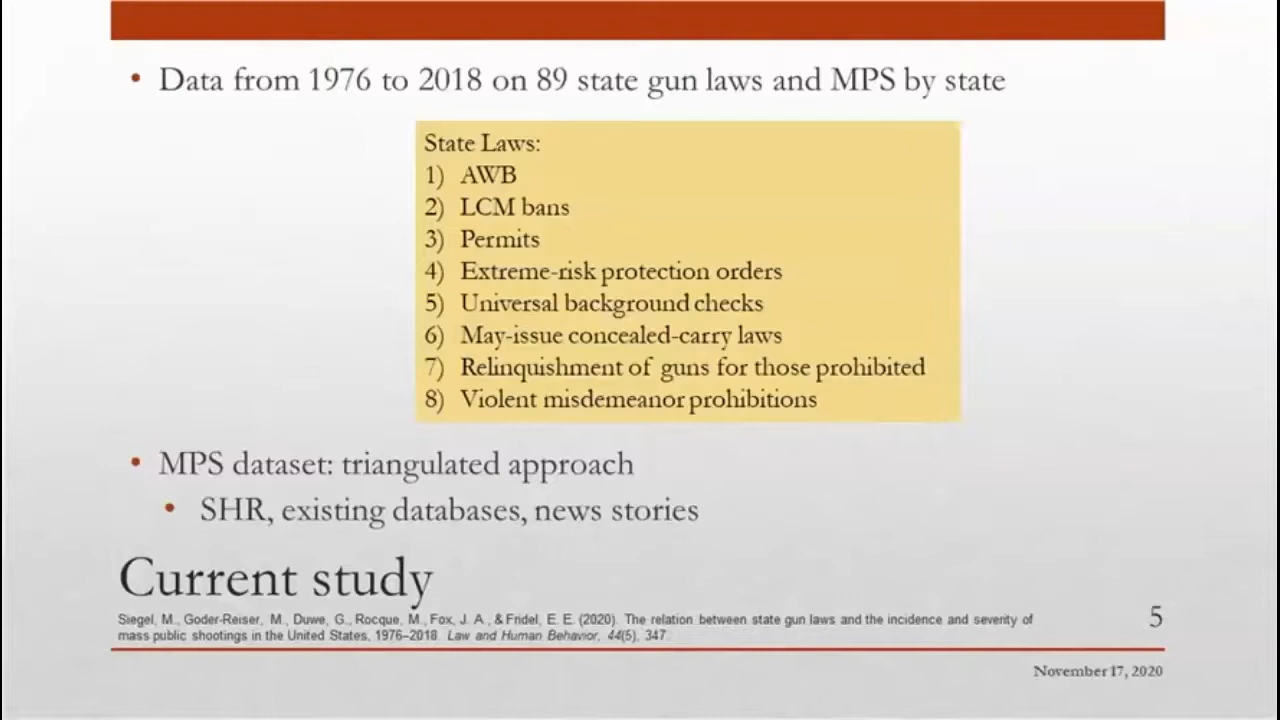 • Data from 1976 to 2018 on 89 state gun laws and MPS by state
State Laws:
1) AWB
2) LCM bans
3) Permits
4) Extreme-risk protection orders
5) Universal background checks
6) May-issue concealed-carry laws
7) Relinquishment of guns for those prohibited
8) Violent misdemeanor prohibitions
• MPS dataset: triangulated approach
• SHR, existing databases, news stories
Current study
Siegel, M., Goder-Reiser, M., Duwe, G., Rocque, M., Fox, J. A., & Fridel, E. E. (2020). The relation between state gun laws and the incidence and severity of
mass public shootings in the United States, 1976–2018. Law and Human Behavior, 44(5), 347.
5
November 17, 2020